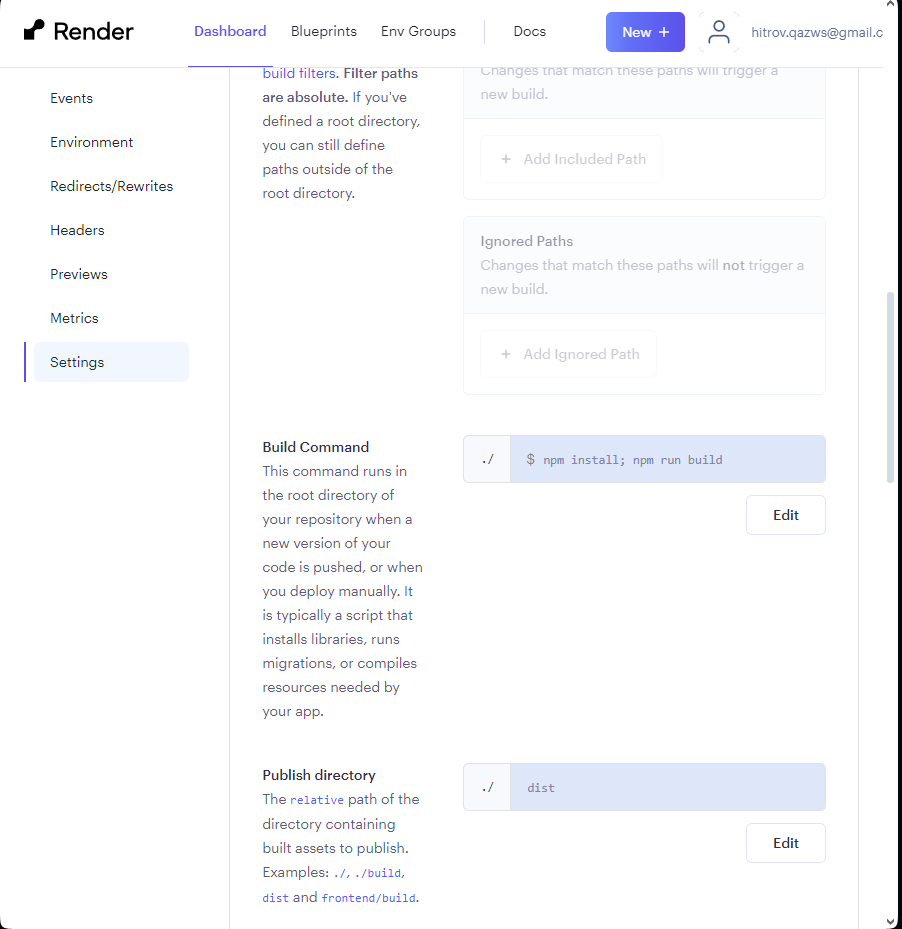 Render
Dashboard
Blueprints
Env Groups
Docs
New +
hitrov.qazws@gmail.c
Events
Environment
Redirects/Rewrites
Headers
Previews
Metrics
Settings
build filters. Filter paths
are absolute. If you've
defined a root directory,
you can still define
paths outside of the
root directory.
Changes that match these paths will trigger a
new build.
+ Add Included Path
Ignored Paths
Changes that match these paths will not trigger a
new build.
+ Add Ignored Path
Build Command
This command runs in
the root directory of
your repository when a
new version of your
code is pushed, or when
you deploy manually. It
is typically a script that
installs libraries, runs
migrations, or compiles
resources needed by
your app.
./ $ npm install; npm run build
Edit
Publish directory
The relative path of the
directory containing
built assets to publish.
Examples: ./, ./build,
dist and frontend/build.
./ dist
Edit